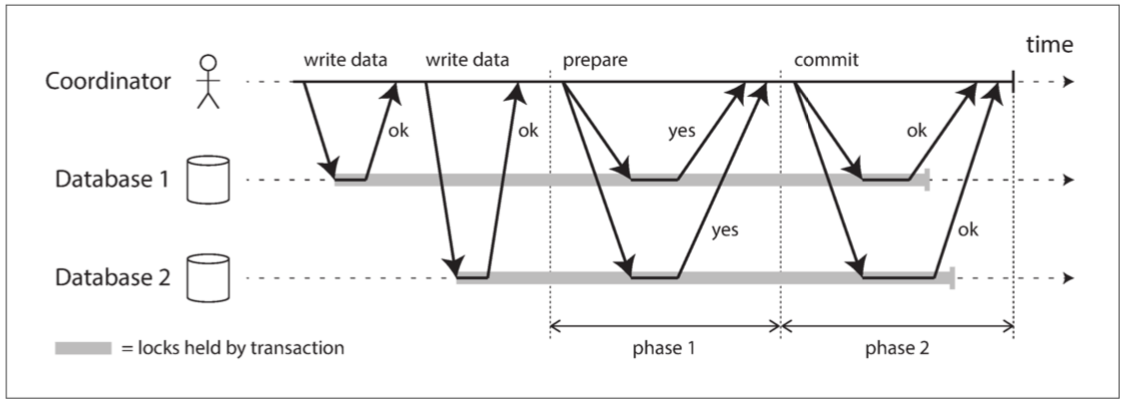 time
write data
write data
prepare
commit
Coordinator
ok
ok
yes
ok
Database 1
yes
ok
Database 2
= locks held by transaction
phase 1
phase 2